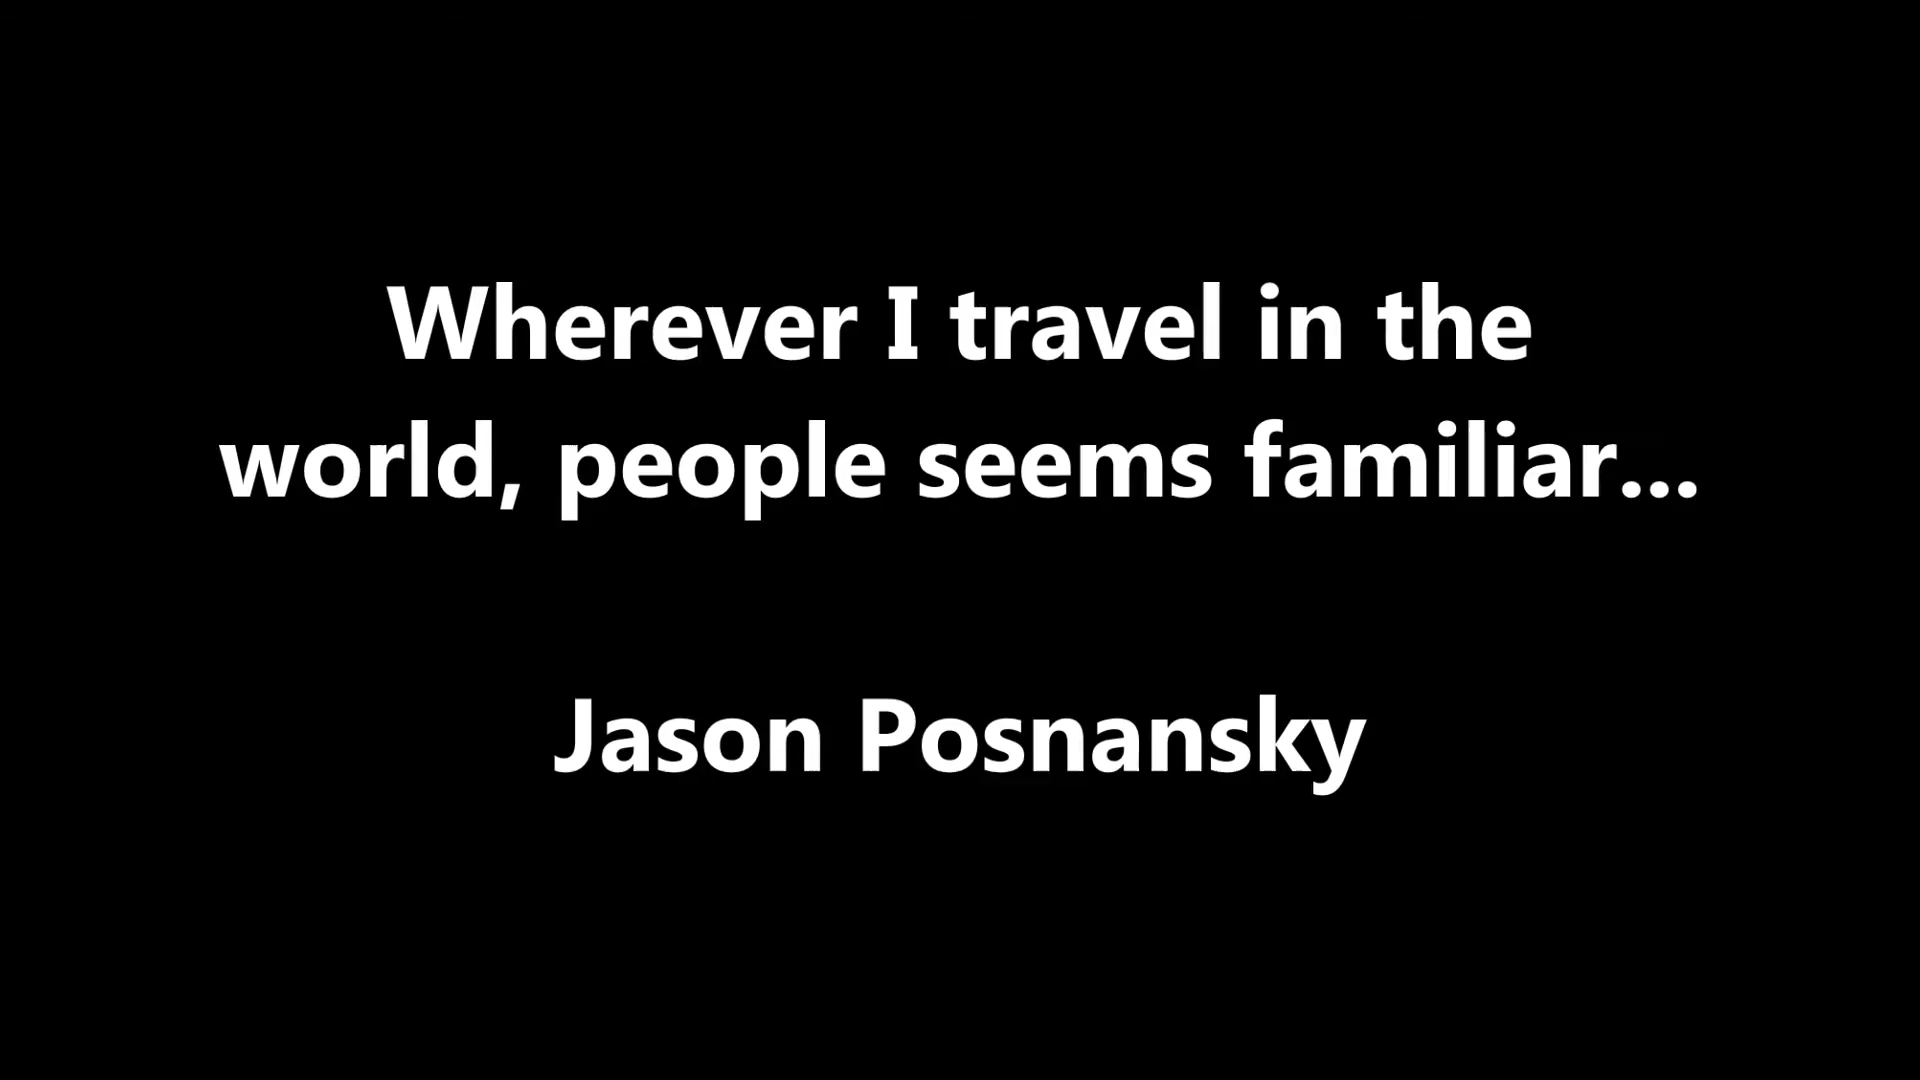 Wherever I travel in the
world, people seems familiar...
Jason Posnansky